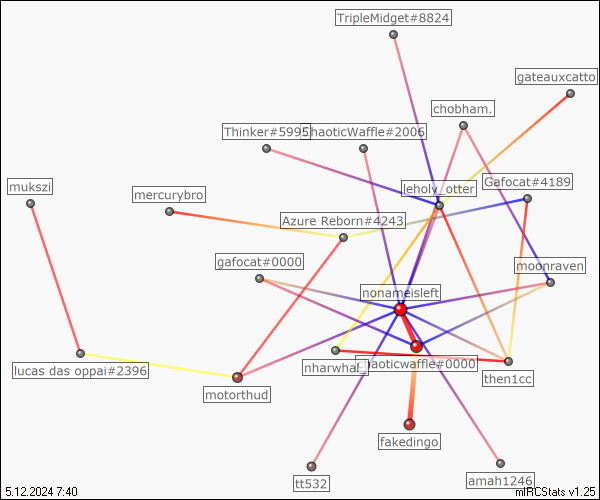 TripleMidget#8824
gateauxcatto
chobham.
Thinker#5995
ChaoticWaffle#2006
mukszi
mercurybro
leholy_otter
Gafocat#4189
Azure Reborn#4243
gafocat#0000
moonraven
nonameisleft
lucas das oppai#2396
nharwhal
chaoticwaffle#0000
then1cc
motorthud
fakedingo
tt532
amah1246
5.12.2024 7:40
mIRCStats v1.25